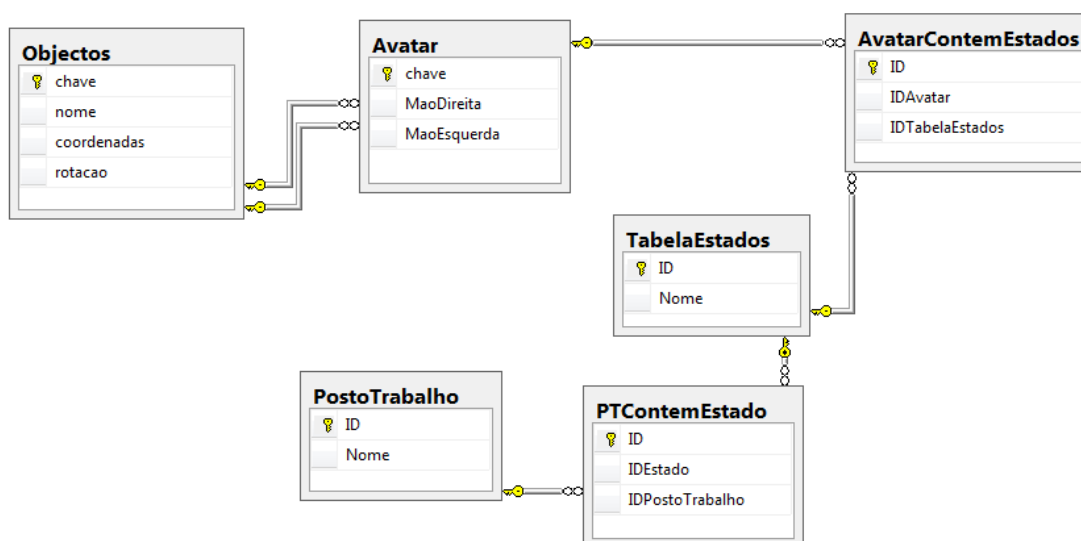 Objectos
chave
nome
coordenadas
rotacao
Avatar
chave
MaoDireita
MaoEsquerda
AvatarContemEstados
ID
IDAvatar
IDTabelaEstados
TabelaEstados
ID
Nome
PostoTrabalho
ID
Nome
PTContemEstado
ID
IDEstado
IDPostoTrabalho